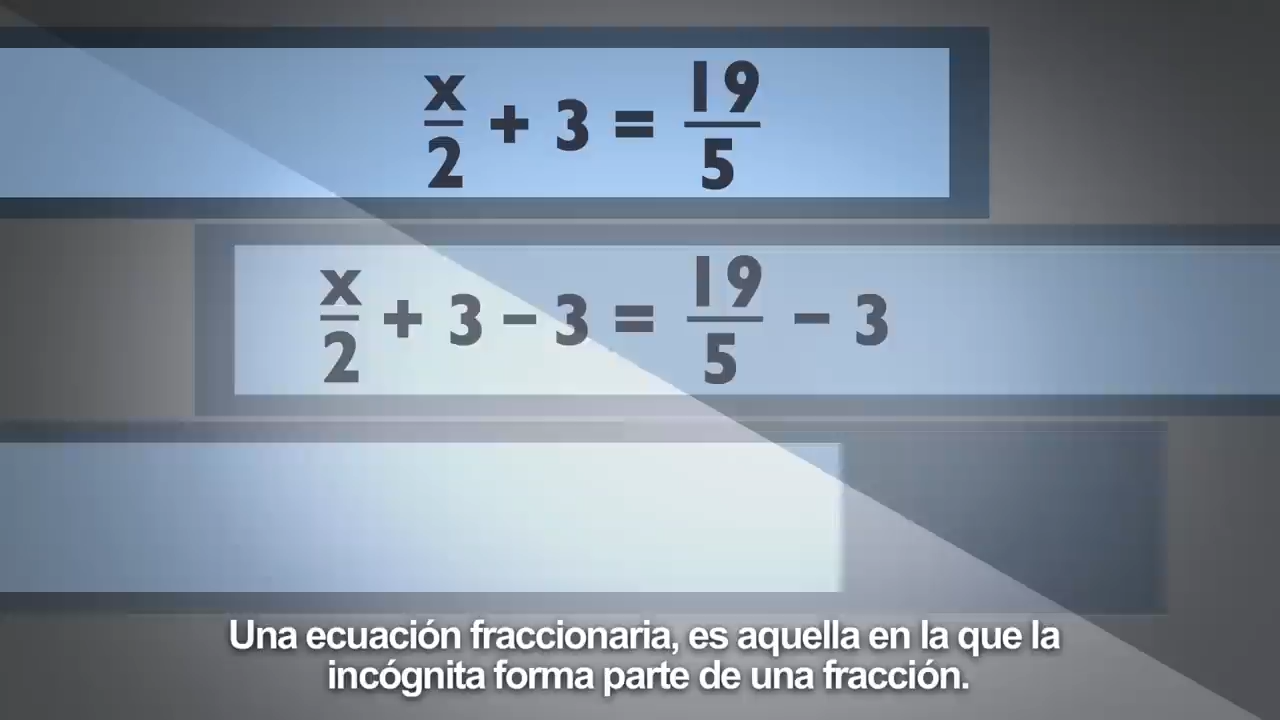 x/2 + 3 = 19/5
x/2 + 3 – 3 = 19/5 – 3
Una ecuación fraccionaria, es aquella en la que la
incógnita forma parte de una fracción.